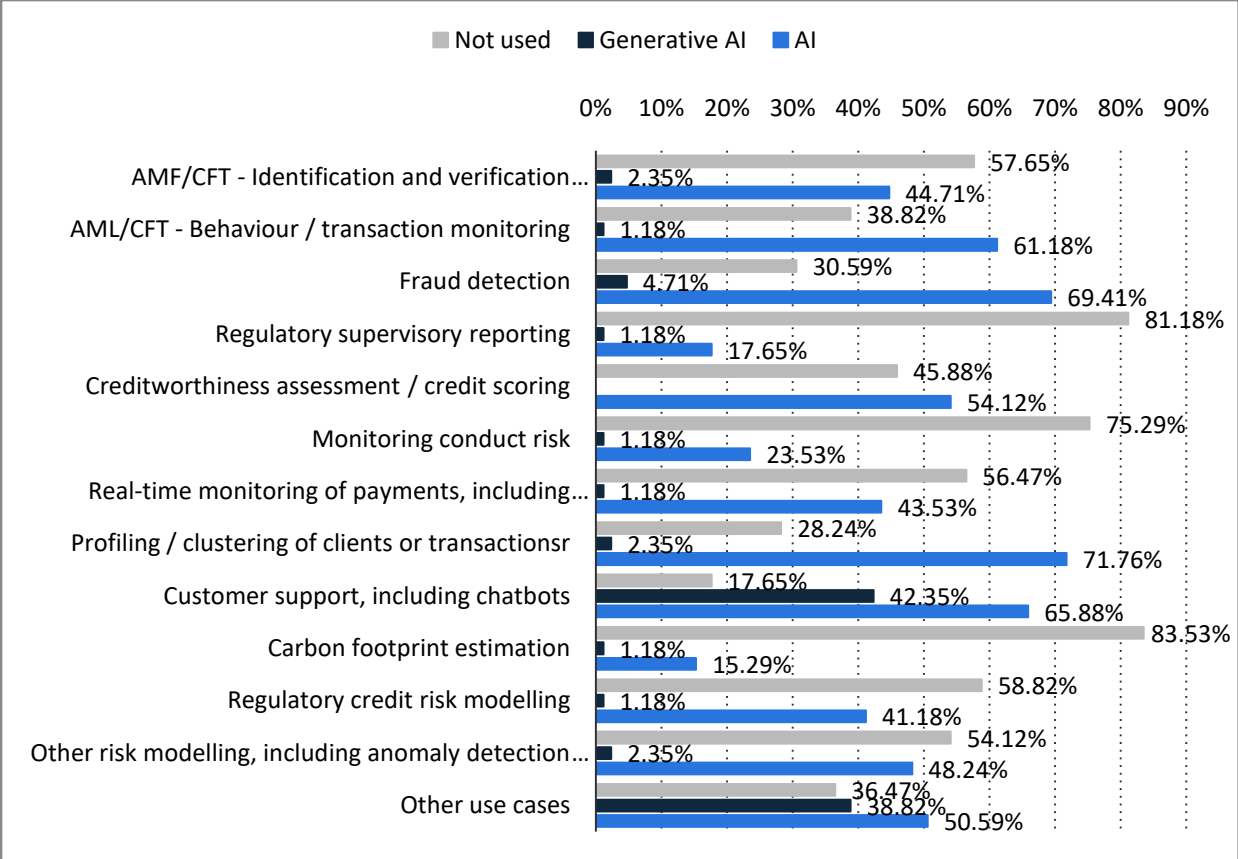 Not used Generative AI AI
0% 10% 20% 30% 40% 50% 60% 70% 80% 90%
57.65%
AMF/CFT - Identification and verification... 2.35%
44.71%
38.82%
AML/CFT - Behaviour / transaction monitoring 1.18%
61.18%
30.59%
Fraud detection 4.71%
69.41%
81.18%
Regulatory supervisory reporting 1.18%
17.65%
45.88%
Creditworthiness assessment / credit scoring
54.12%
75.29%
Monitoring conduct risk 1.18%
23.53%
56.47%
Real-time monitoring of payments, including... 1.18%
43.53%
28.24%
Profiling / clustering of clients or transactionsr 2.35%
71.76%
17.65%
Customer support, including chatbots 42.35%
65.88%
83.53%
Carbon footprint estimation 1.18%
15.29%
58.82%
Regulatory credit risk modelling 1.18%
41.18%
54.12%
Other risk modelling, including anomaly detection... 2.35%
48.24%
36.47%
Other use cases 38.82%
50.59%